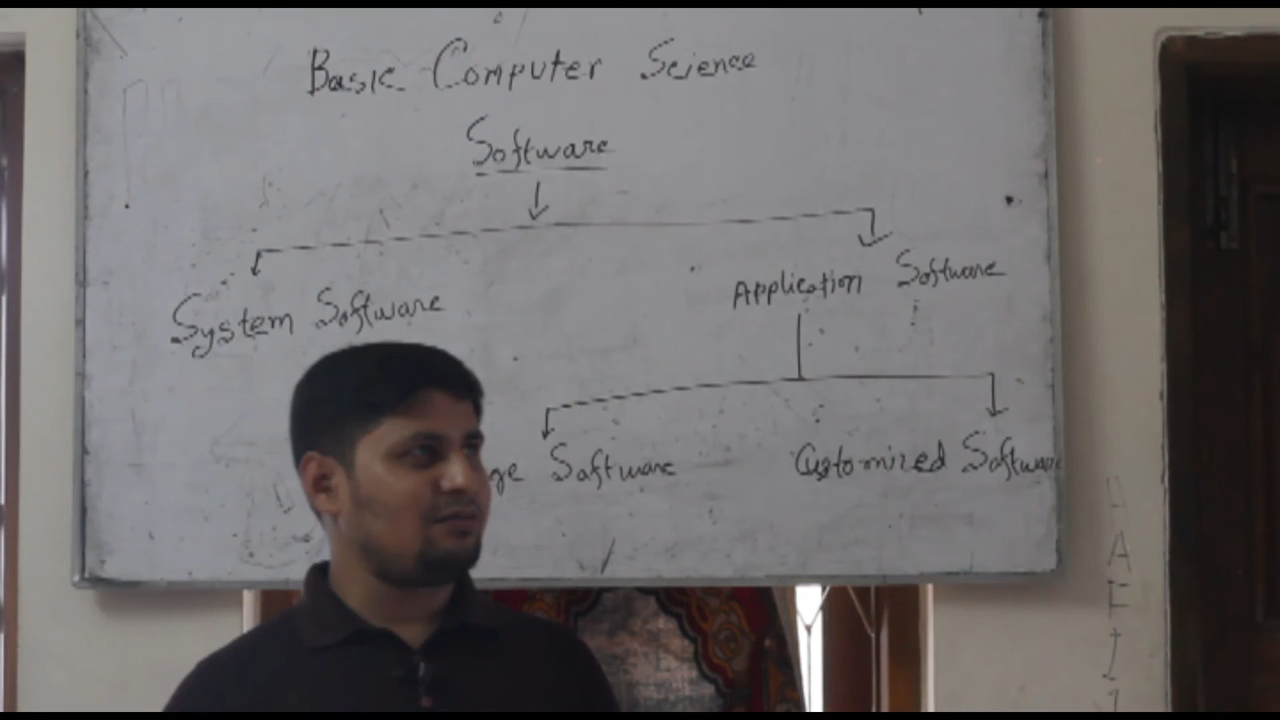 Basic Computer Science
Software
System Software
Application Software
ge Software
Customized Software